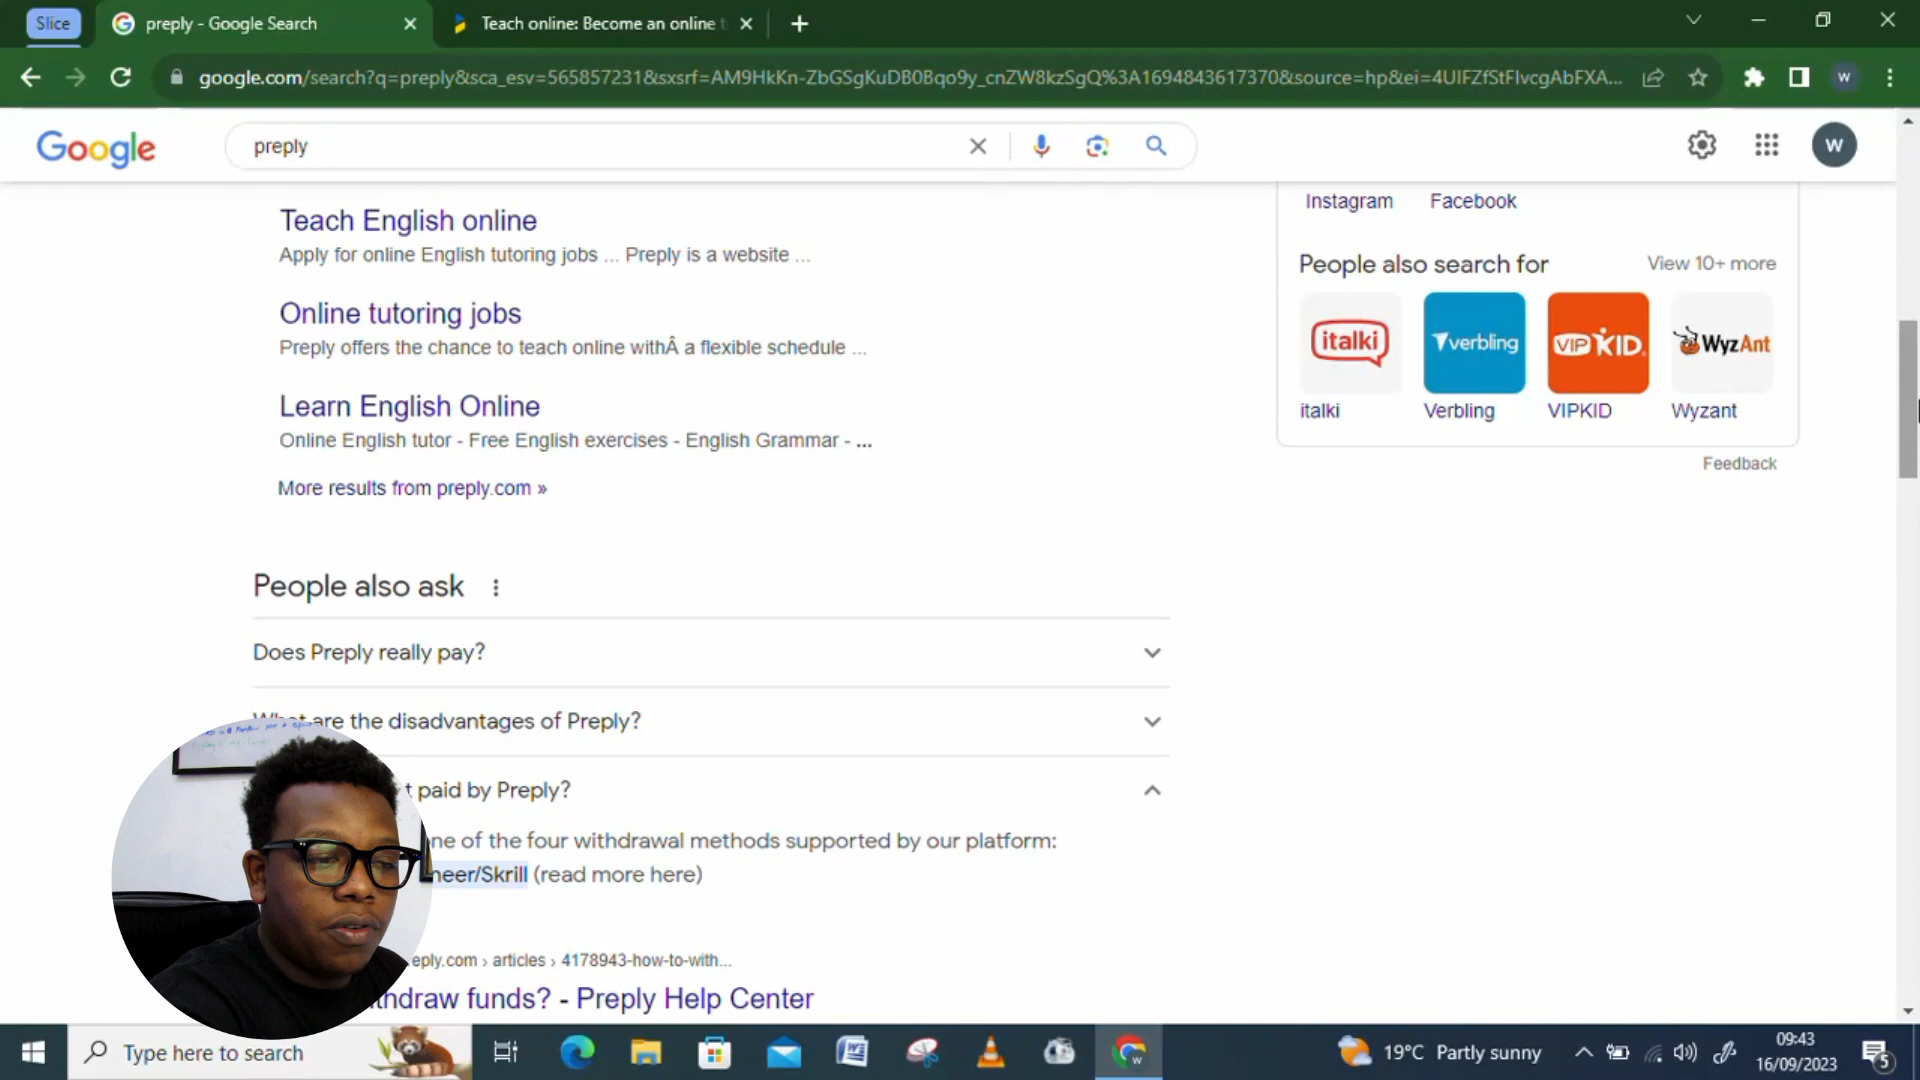 Slice
preply - Google Search
Teach online: Become an online t
google.com/search?q=preply&sca_esv=565857231&sxsrf=AM9HkKn-ZbGSgKuDB0Bqo9y_cnZW8kzSgQ%3A1694843617370&source=hp&ei=4UIFZfStFIvcgAbFXA...
W
Google
preply
W
Teach English online
Apply for online English tutoring jobs ... Preply is a website ...
Online tutoring jobs
Preply offers the chance to teach online withÂ a flexible schedule ...
Learn English Online
Online English tutor - Free English exercises - English Grammar - ...
More results from preply.com »
Instagram Facebook
People also search for View 10+ more
italki verbling VIPKID WyzAnt
italki Verbling VIPKID Wyzant
Feedback
People also ask
Does Preply really pay?
What are the disadvantages of Preply?
t paid by Preply?
ne of the four withdrawal methods supported by our platform:
neer/Skrill (read more here)
eply.com › articles › 4178943-how-to-with...
thdraw funds? - Preply Help Center
Type here to search
19°C Partly sunny
09:43
16/09/2023
5